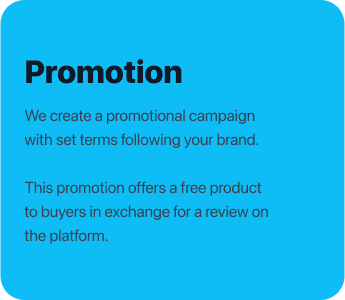 Promotion
We create a promotional campaign
with set terms following your brand.
This promotion offers a free product
to buyers in exchange for a review on
the platform.